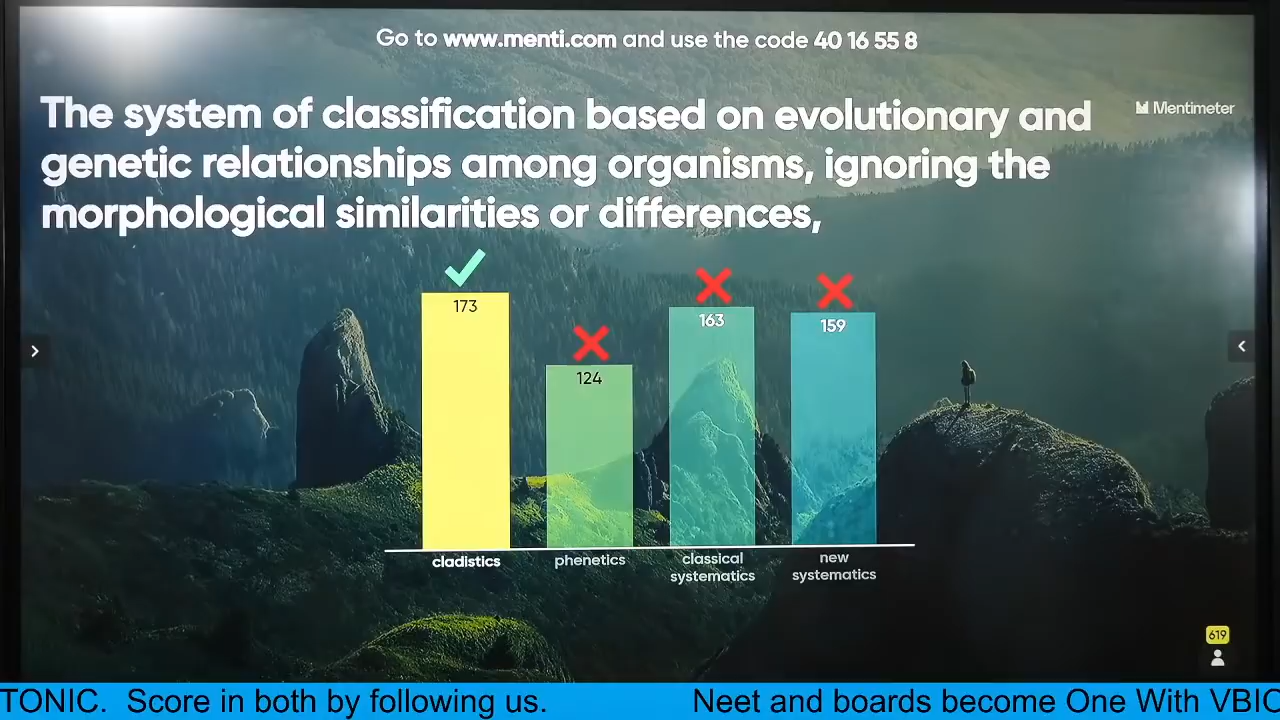 Go to www.menti.com and use the code 40 16 55 8
The system of classification based on evolutionary and
genetic relationships among organisms, ignoring the
morphological similarities or differences,
Mentimeter
173
124
163
159
cladistics
phenetics
classical
systematics
new
systematics
619
TONIC. Score in both by following us. Neet and boards become One With